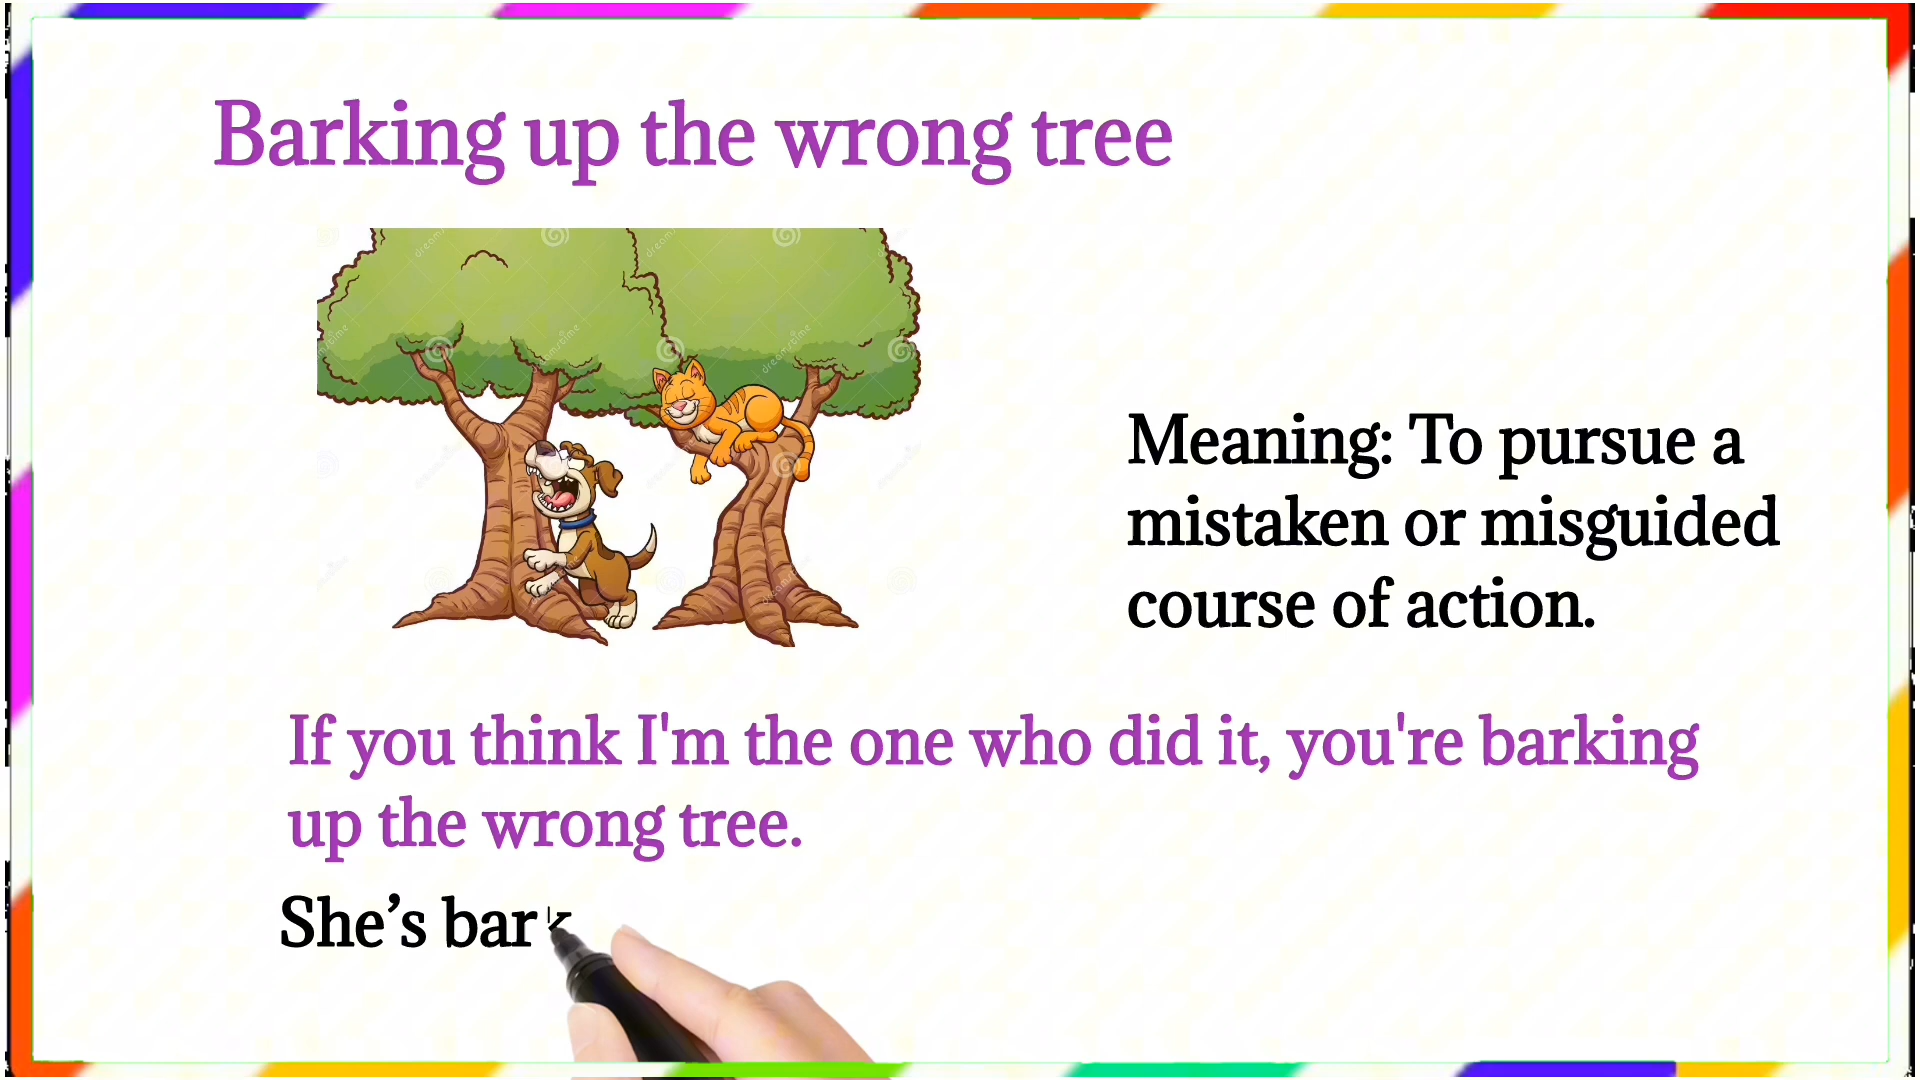 Barking up the wrong tree
Meaning: To pursue a
mistaken or misguided
course of action.
If you think I'm the one who did it, you're barking
up the wrong tree.
She’s bark